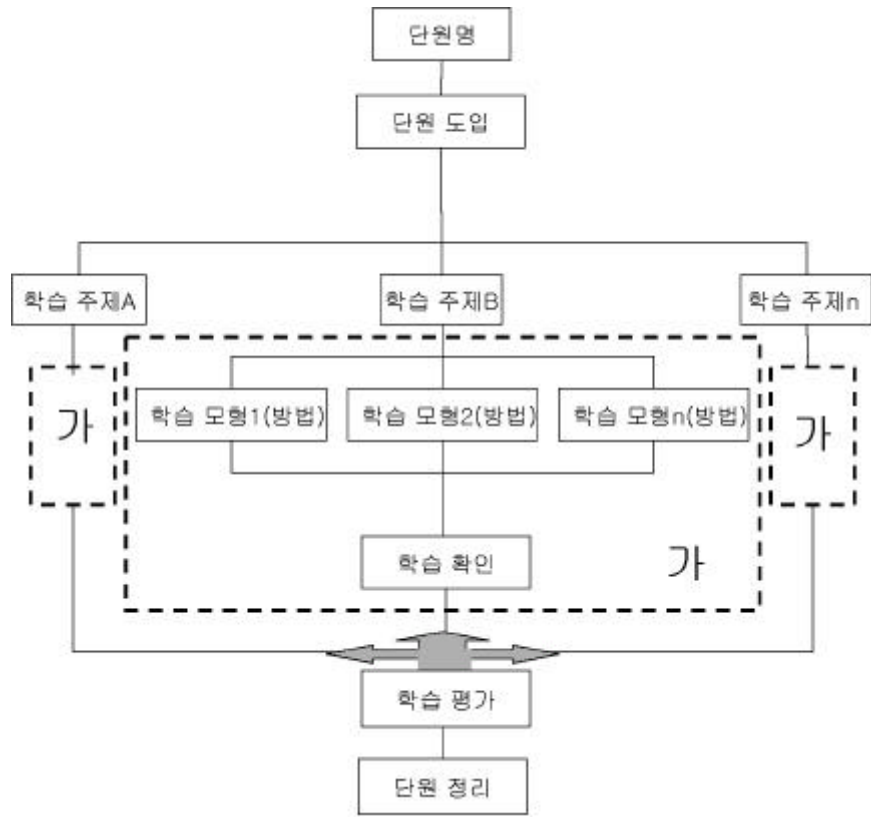 단원명
단원 도입
학습 주제A
학습 주제B
학습 주제n
가
학습 모형1(방법)
학습 모형2(방법)
학습 모형n(방법)
가
학습 확인
가
학습 평가
단원 정리